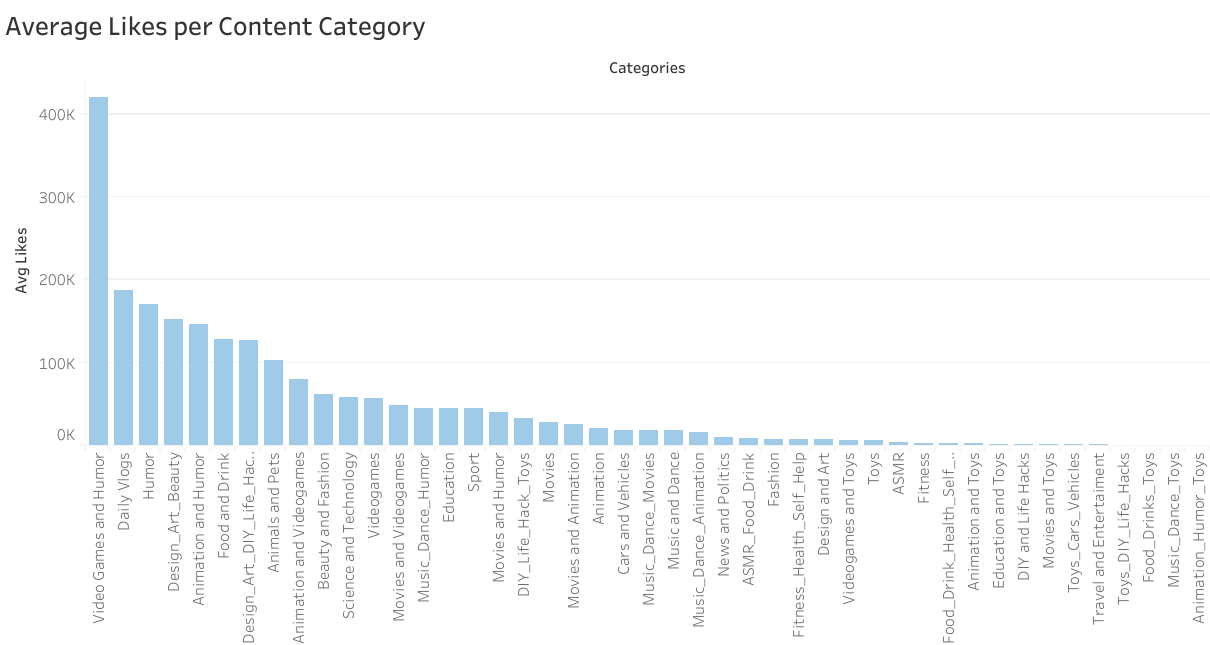 Average Likes per Content Category
Categories
Avg Likes
400K
300K
200K
100K
0K
Video Games and Humor
Daily Vlogs
Humor
Design_Art_Beauty
Animation and Humor
Food and Drink
Design_Art_DIY_Life_Hac..
Animals and Pets
Animation and Videogames
Beauty and Fashion
Science and Technology
Videogames
Movies and Videogames
Music_Dance_Humor
Education
Sport
Movies and Humor
DIY_Life_Hack_Toys
Movies
Movies and Animation
Animation
Cars and Vehicles
Music_Dance_Movies
Music and Dance
Music_Dance_Animation
News and Politics
ASMR_Food_Drink
Fashion
Fitness_Health_Self_Help
Design and Art
Videogames and Toys
Toys
ASMR
Fitness
Food_Drink_Health_Self_..
Animation and Toys
Education and Toys
DIY and Life Hacks
Movies and Toys
Toys_Cars_Vehicles
Travel and Entertaiment
Toys_DIY_Life_Hacks
Food_Drinks_Toys
Music_Dance_Toys
Animation_Humor_Toys